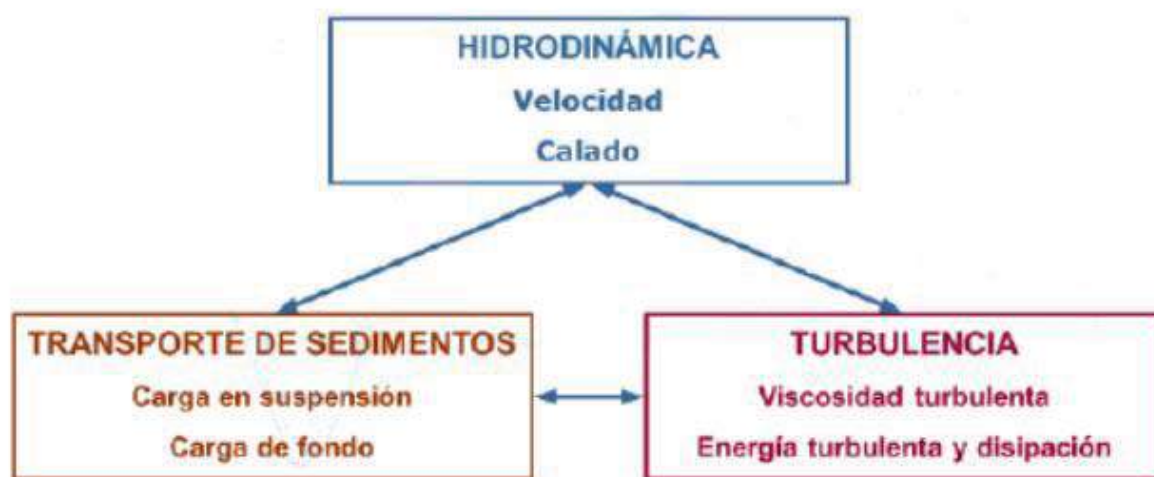 HIDRODINÁMICA
Velocidad
Calado
TRANSPORTE DE SEDIMENTOS
Carga en suspensión
Carga de fondo
TURBULENCIA
Viscosidad turbulenta
Energía turbulenta y disipación